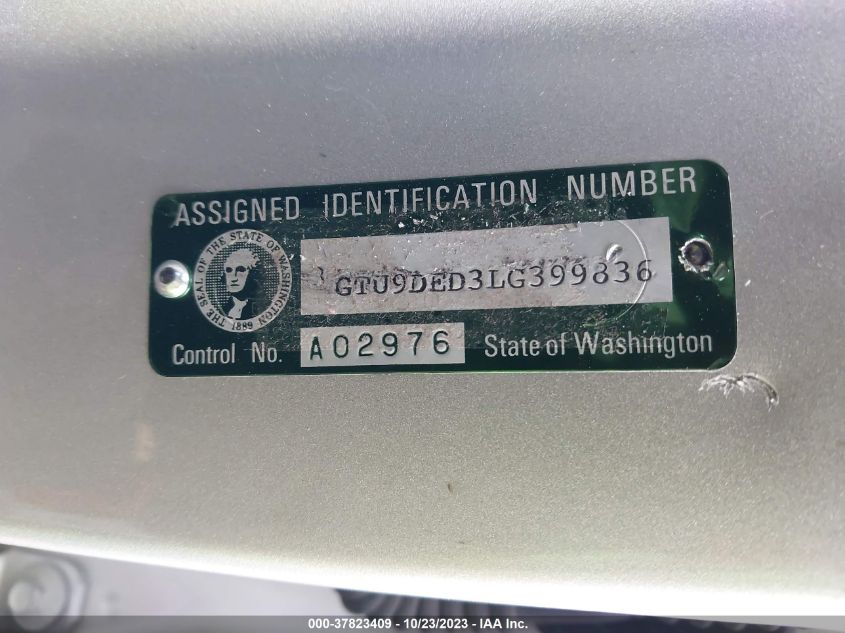 ASSIGNED IDENTIFICATION NUMBER
THE SEAL OF THE STATE OF WASHINGTON
1889
3GTU9DED3LG399836
Control No. A02976 State of Washington
000-37823409 - 10/23/2023 - IAA Inc.